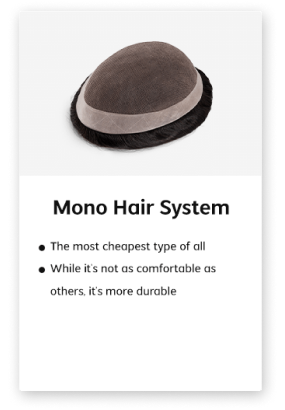 Mono Hair System
● The most cheapest type of all
● While it's not as comfortable as
others, it's more durable